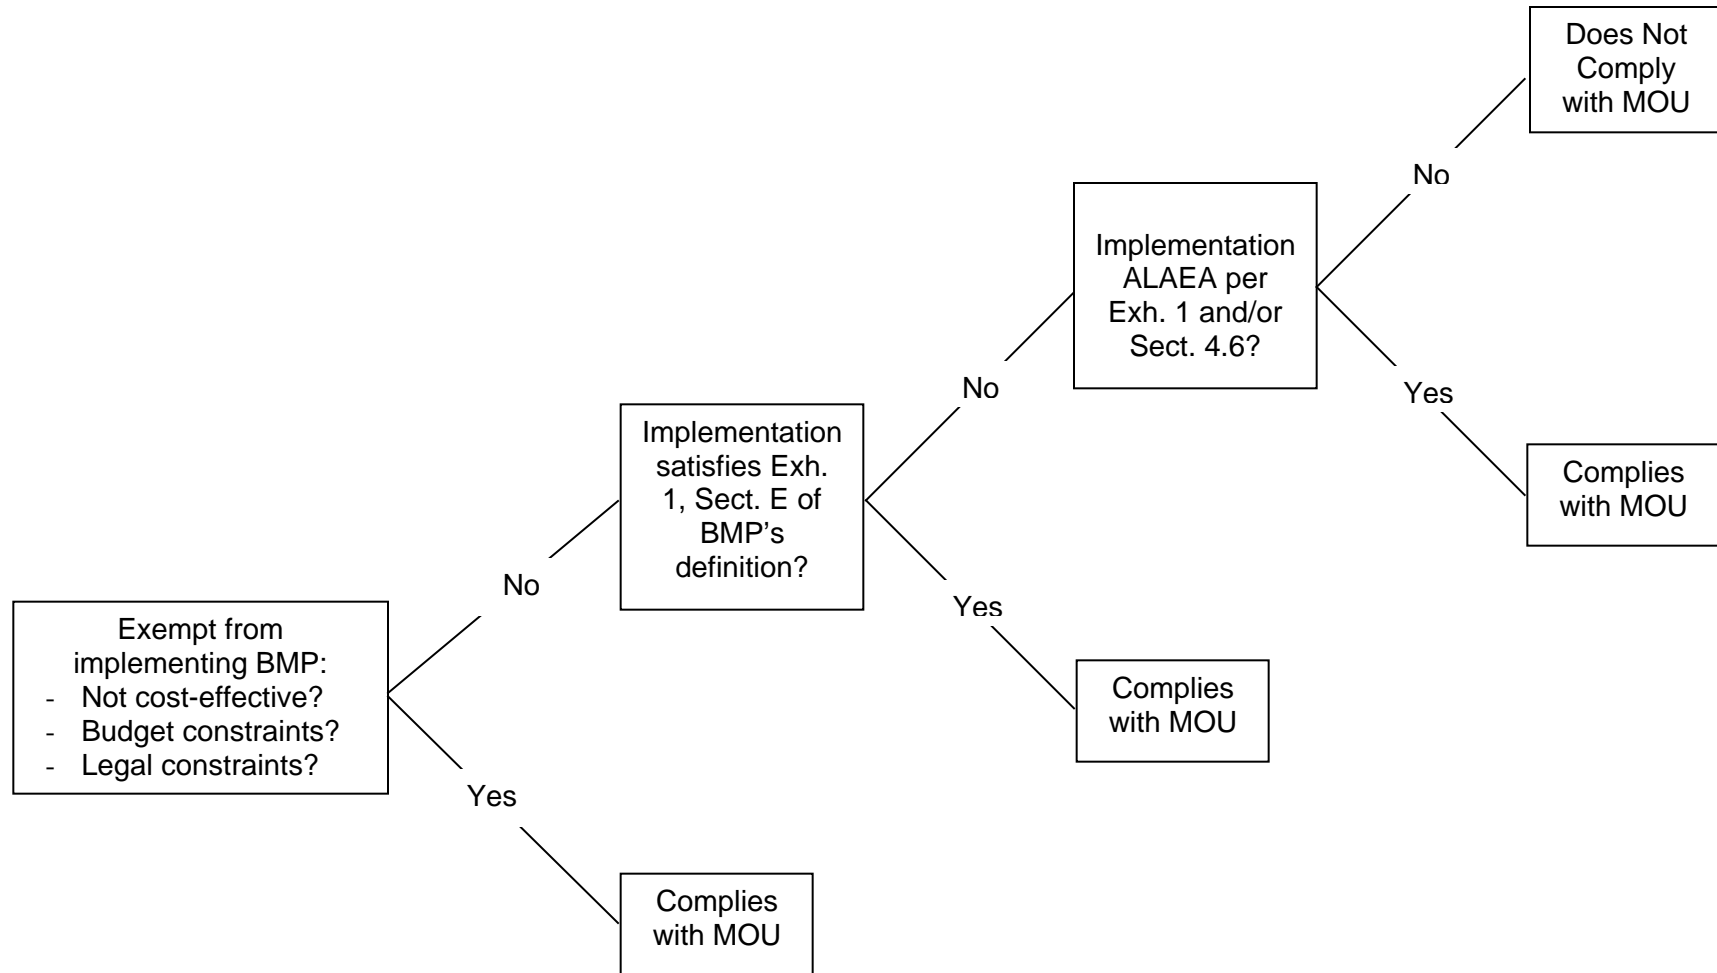 Does Not
Comply
with MOU
No
Implementation
ALAEA per
Exh. 1 and/or
Sect. 4.6?
No
Yes
Implementation
satisfies Exh.
1, Sect. E of
BMP’s
definition?
Complies
with MOU
No
Yes
Exempt from
implementing BMP:
- Not cost-effective?
- Budget constraints?
- Legal constraints?
Complies
with MOU
Yes
Complies
with MOU